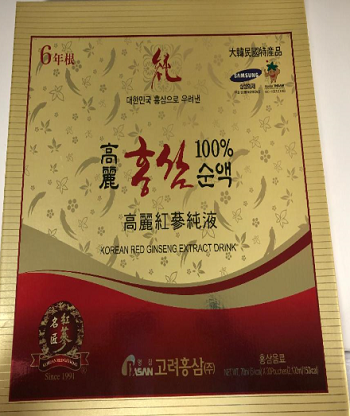 6年根
純
大韓民國特産品
SAMSUNG
대한민국 홍삼으로 우려낸
高麗 홍삼 100% 순액
高麗紅蔘純液
KOREAN RED GINSENG EXTRACT DRINK
紅蔘名匠
Since 1991
고려홍삼(주)
홍삼음료